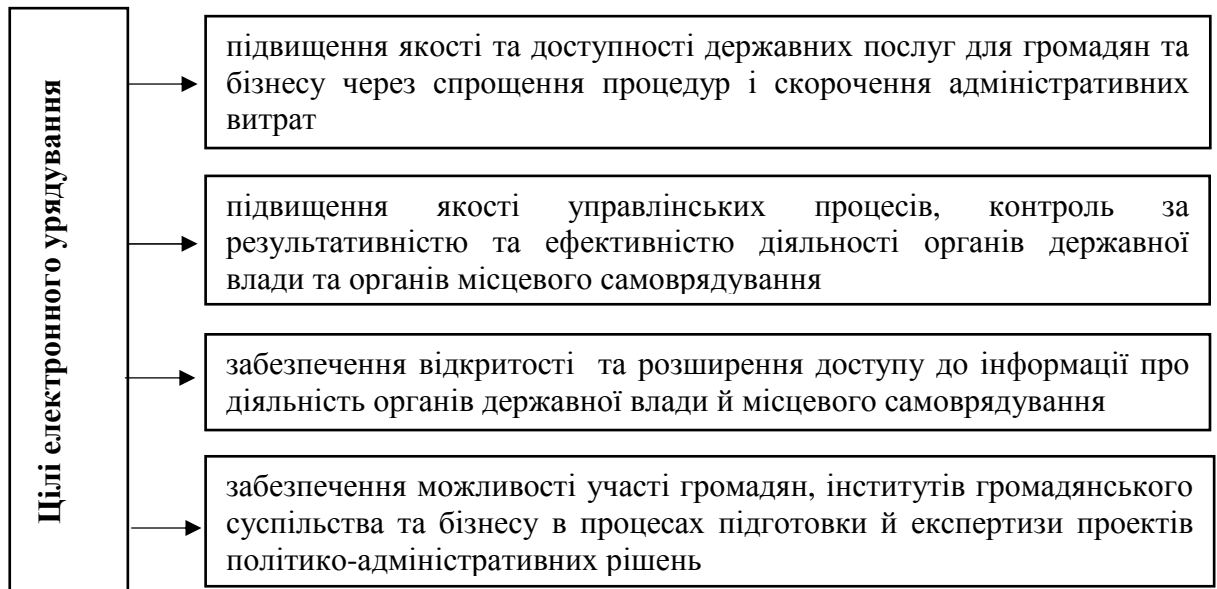 Цілі електронного урядування
підвищення якості та доступності державних послуг для громадян та
бізнесу через спрощення процедур і скорочення адміністративних
витрат
підвищення якості управлінських процесів, контроль за
результативністю та ефективністю діяльності органів державної
влади та органів місцевого самоврядування
забезпечення відкритості та розширення доступу до інформації про
діяльність органів державної влади й місцевого самоврядування
забезпечення можливості участі громадян, інститутів громадянського
суспільства та бізнесу в процесах підготовки й експертизи проектів
політико-адміністративних рішень